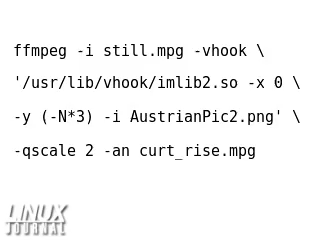 ffmpeg -i still.mpg -vhook \
'/usr/lib/vhook/imlib2.so -x 0 \
-y (-N*3) -i AustrianPic2.png' \
-qscale 2 -an curt_rise.mpg
LINUX
JOURNAL